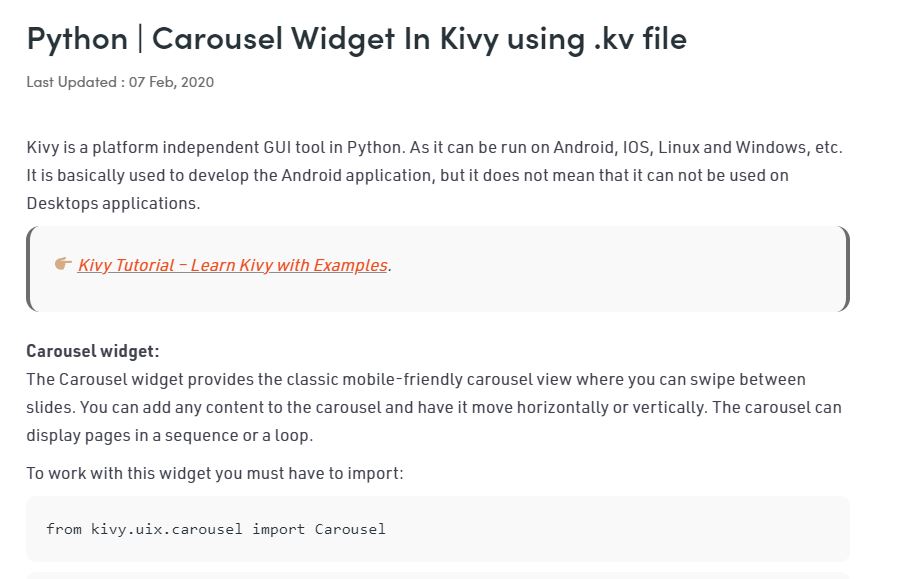 Python | Carousel Widget In Kivy using .kv file
Last Updated : 07 Feb, 2020
Kivy is a platform independent GUI tool in Python. As it can be run on Android, IOS, Linux and Windows, etc.
It is basically used to develop the Android application, but it does not mean that it can not be used on
Desktops applications.
Kivy Tutorial – Learn Kivy with Examples.
Carousel widget:
The Carousel widget provides the classic mobile-friendly carousel view where you can swipe between
slides. You can add any content to the carousel and have it move horizontally or vertically. The carousel can
display pages in a sequence or a loop.
To work with this widget you must have to import:
from kivy.uix.carousel import Carousel